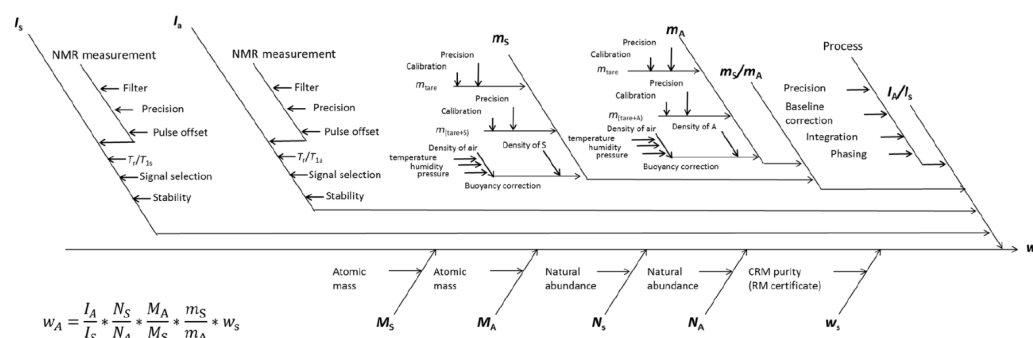 I_s
NMR measurement
Filter
Precision
Pulse offset
T_r/T_1s
Signal selection
Stability
I_a
NMR measurement
Filter
Precision
Pulse offset
T_r/T_1a
Signal selection
Stability
m_S
Precision
Calibration
m_tare
Precision
Calibration
m_(tare+S)
Density of air
Density of S
temperature
humidity
pressure
Buoyancy correction
m_A
Precision
Calibration
m_tare
Precision
Calibration
m_(tare+A)
Density of air
Density of A
temperature
humidity
pressure
Buoyancy correction
m_S/m_A
Process
I_A/I_s
Precision
Baseline
correction
Integration
Phasing
w
Atomic
mass
Atomic
mass
Natural
abundance
Natural
abundance
CRM purity
(RM certificate)
M_S
M_A
N_s
N_A
w_s
w_A = I_A/I_S * N_S/N_A * M_A/M_S * m_S/m_A * w_s